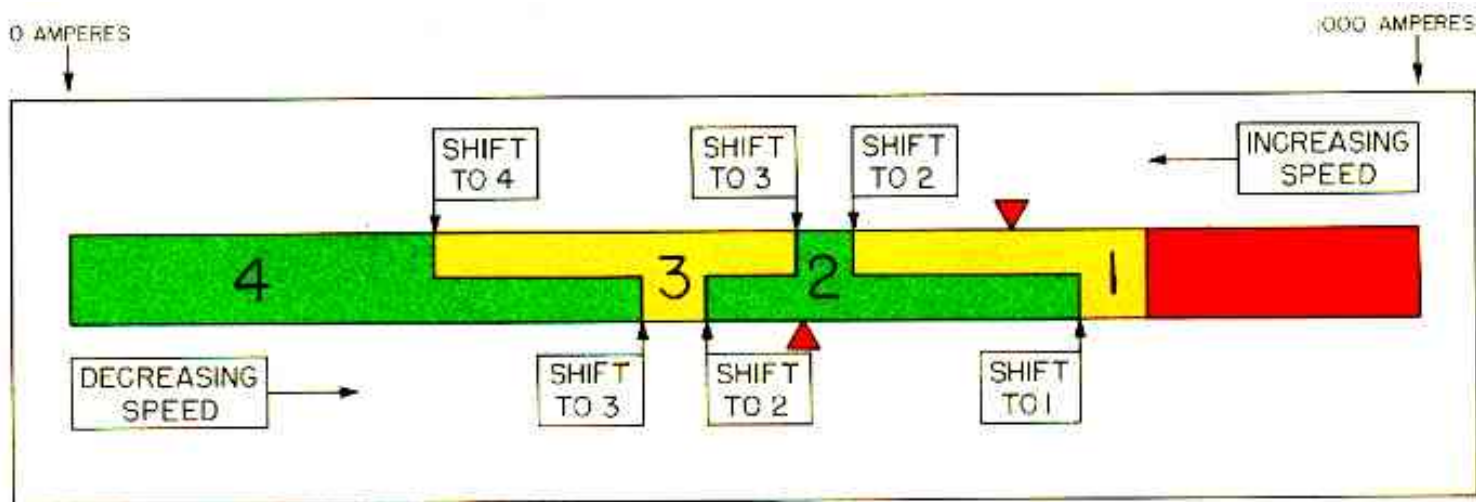 0 AMPERES
1000 AMPERES
SHIFT
TO 4
SHIFT
TO 3
SHIFT
TO 2
INCREASING
SPEED
4
3
2
1
DECREASING
SPEED
SHIFT
TO 3
SHIFT
TO 2
SHIFT
TO 1